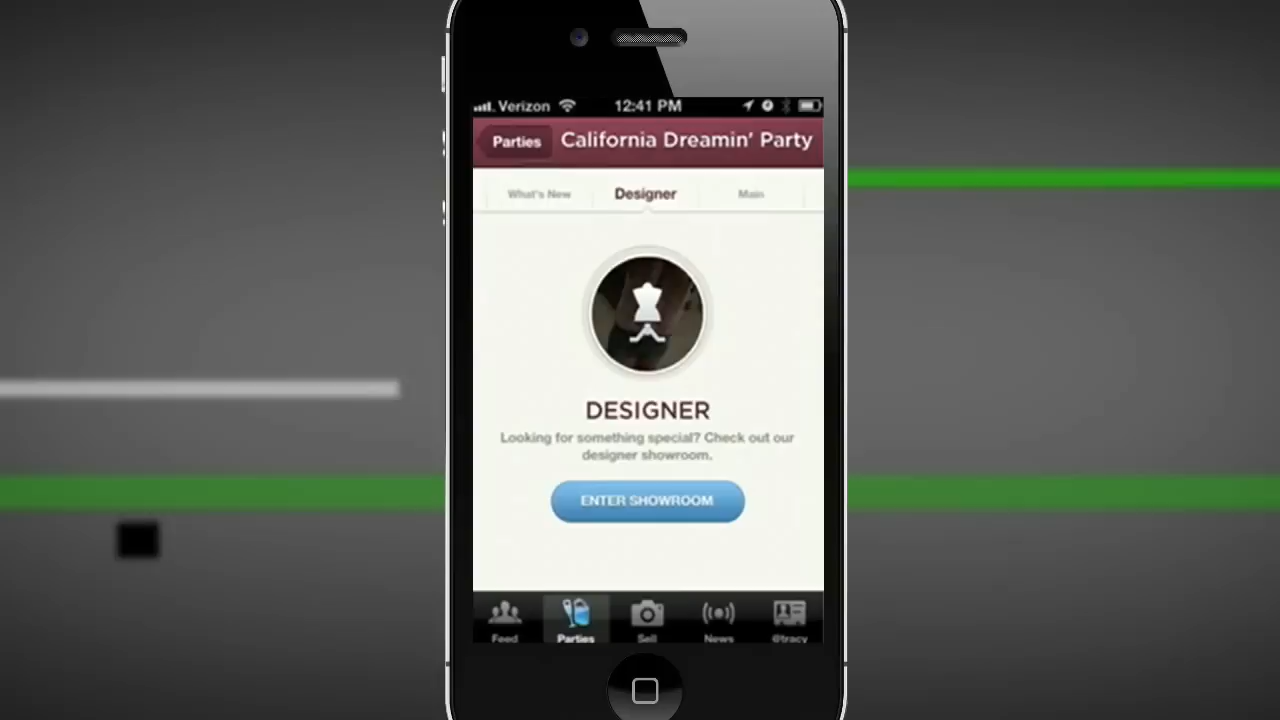 Verizon 12:41 PM
Parties California Dreamin' Party
What's New Designer Main
DESIGNER
Looking for something special? Check out our
designer showroom.
ENTER SHOWROOM
Feed Parties Sell News @tracy